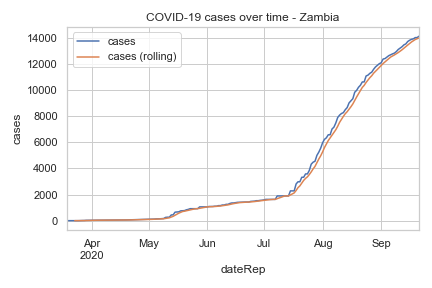 COVID-19 cases over time - Zambia
cases
cases (rolling)
14000
12000
10000
8000
6000
4000
2000
0
cases
Apr
2020
May
Jun
Jul
Aug
Sep
dateRep